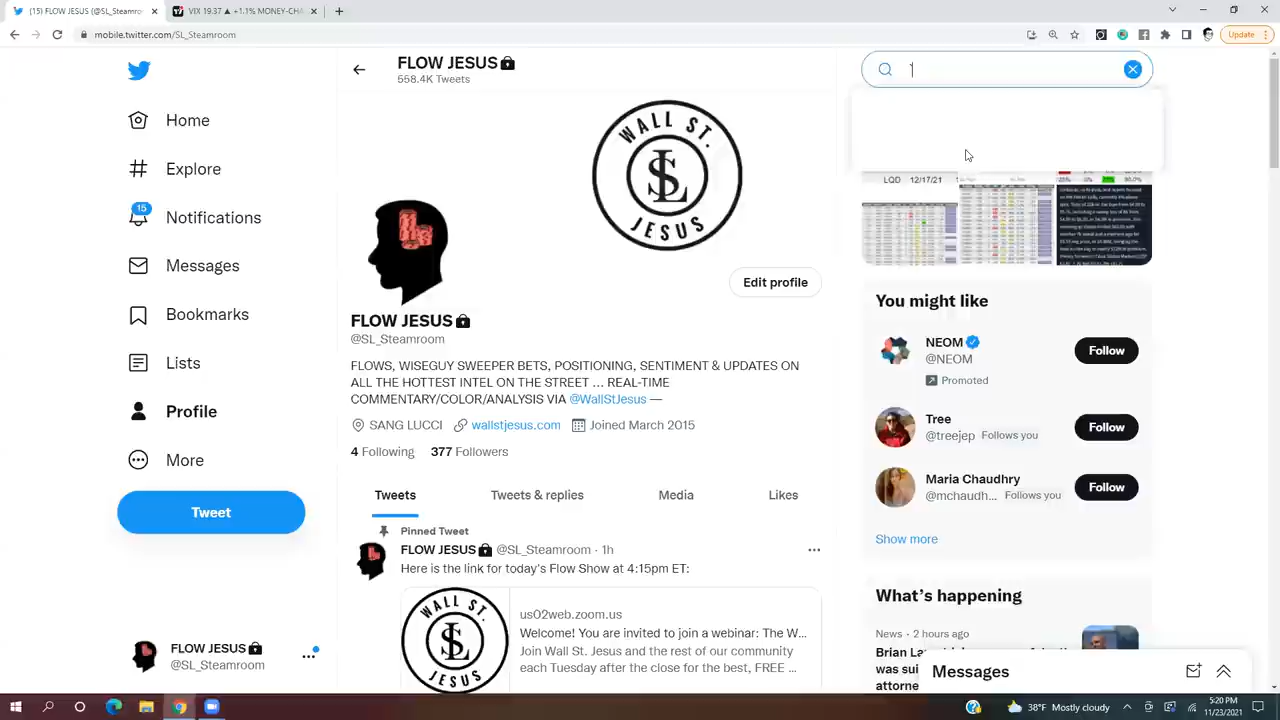 (15) FLOW JESUS (@SL_Steamroom
VIX 19.37 ▲ +1.1% MONEY-CHA
mobile.twitter.com/SL_Steamroom
Update
FLOW JESUS
558.4K Tweets
Home
Explore
15
Notifications
Messages
Bookmarks
Lists
Profile
More
Tweet
FLOW JESUS
@SL_Steamroom
WALL ST.
JESUS
Edit profile
FLOW JESUS
@SL_Steamroom
FLOWS, WISEGUY SWEEPER BETS, POSITIONING, SENTIMENT & UPDATES ON
ALL THE HOTTEST INTEL ON THE STREET ... REAL-TIME
COMMENTARY/COLOR/ANALYSIS VIA @WallStJesus —
SANG LUCCI wallstjesus.com Joined March 2015
4 Following 377 Followers
Tweets Tweets & replies Media Likes
Pinned Tweet
FLOW JESUS @SL_Steamroom · 1h
Here is the link for today's Flow Show at 4:15pm ET:
WALL ST.
JESUS
us02web.zoom.us
Welcome! You are invited to join a webinar: The W...
Join Wall St. Jesus and the rest of our community
each Tuesday after the close for the best, FREE ...
LQD 12/17/21
You might like
NEOM
@NEOM
Promoted
Follow
Tree
@treejep Follows you
Follow
Maria Chaudhry
@mchaudh... Follows you
Follow
Show more
What's happening
News · 2 hours ago
was sui
attorne
Messages
38°F Mostly cloudy
5:20 PM
11/23/2021